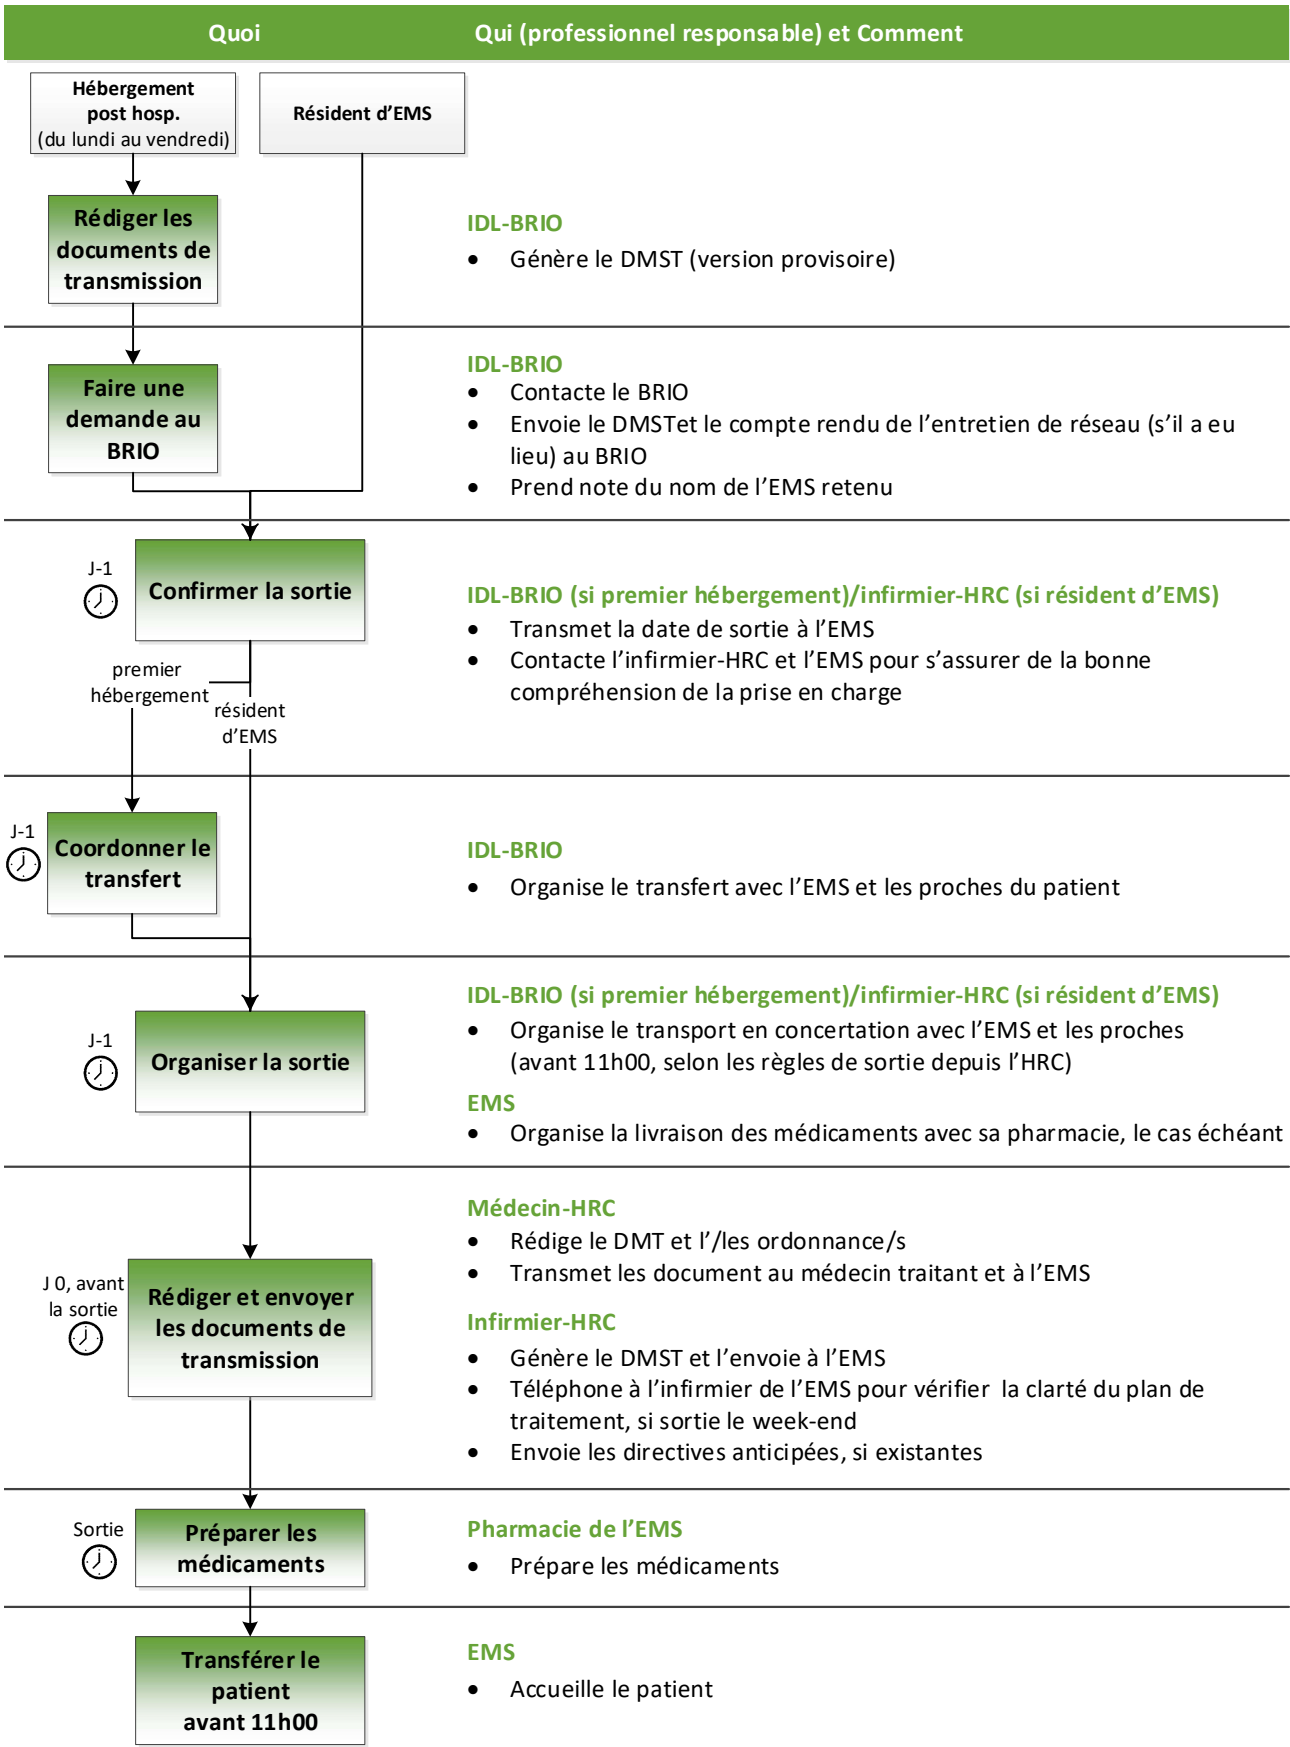 Quoi
Qui (professionnel responsable) et Comment
Hébergement
post hosp.
(du lundi au vendredi)
Résident d’EMS
Rédiger les
documents de
transmission
IDL-BRIO
• Génère le DMST (version provisoire)
Faire une
demande au
BRIO
IDL-BRIO
• Contacte le BRIO
• Envoie le DMSTet le compte rendu de l’entretien de réseau (s’il a eu
lieu) au BRIO
• Prend note du nom de l’EMS retenu
J-1
Confirmer la sortie
IDL-BRIO (si premier hébergement)/infirmier-HRC (si résident d’EMS)
• Transmet la date de sortie à l’EMS
• Contacte l’infirmier-HRC et l’EMS pour s’assurer de la bonne
compréhension de la prise en charge
premier
hébergement
résident
d’EMS
J-1
Coordonner le
transfert
IDL-BRIO
• Organise le transfert avec l’EMS et les proches du patient
J-1
Organiser la sortie
IDL-BRIO (si premier hébergement)/infirmier-HRC (si résident d’EMS)
• Organise le transport en concertation avec l’EMS et les proches
(avant 11h00, selon les règles de sortie depuis l’HRC)
EMS
• Organise la livraison des médicaments avec sa pharmacie, le cas échéant
J 0, avant
la sortie
Rédiger et envoyer
les documents de
transmission
Médecin-HRC
• Rédige le DMT et l’/les ordonnance/s
• Transmet les document au médecin traitant et à l’EMS
Infirmier-HRC
• Génère le DMST et l’envoie à l’EMS
• Téléphone à l’infirmier de l’EMS pour vérifier la clarté du plan de
traitement, si sortie le week-end
• Envoie les directives anticipées, si existantes
Sortie
Préparer les
médicaments
Pharmacie de l’EMS
• Prépare les médicaments
Transférer le
patient
avant 11h00
EMS
• Accueille le patient